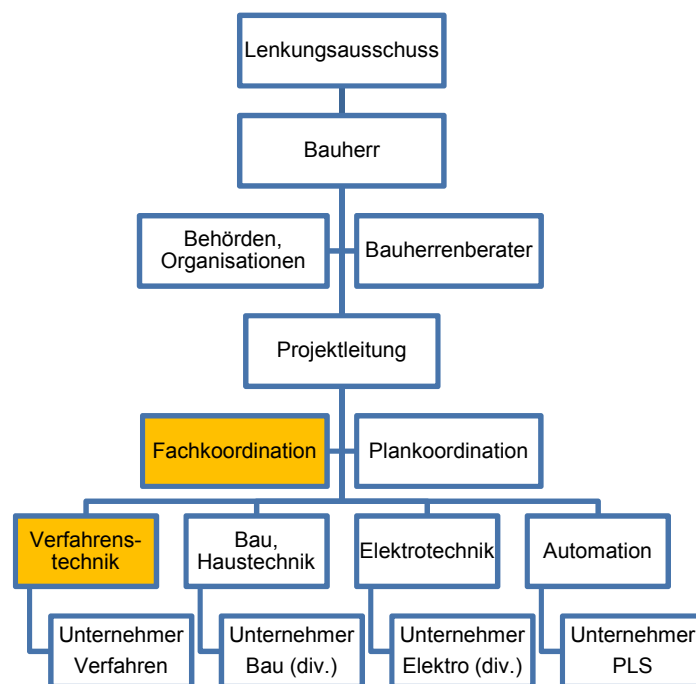 Lenkungsausschuss
Bauherr
Behörden,
Organisationen
Bauherrenberater
Projektleitung
Fachkoordination
Plankoordination
Verfahrens-
technik
Bau,
Haustechnik
Elektrotechnik
Automation
Unternehmer
Verfahren
Unternehmer
Bau (div.)
Unternehmer
Elektro (div.)
Unternehmer
PLS